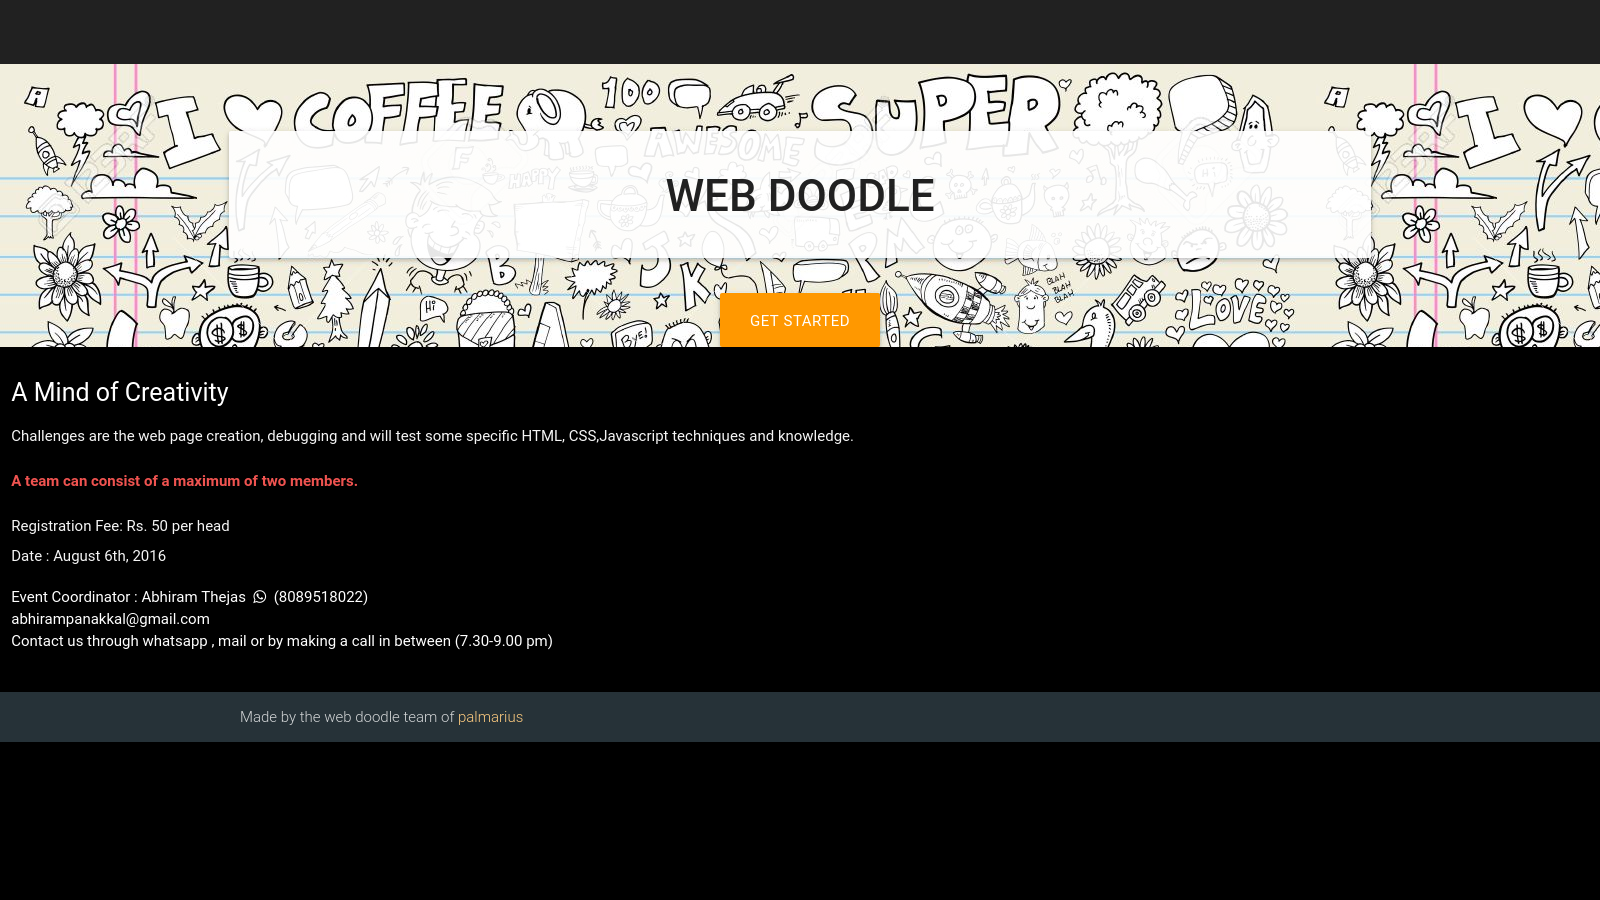 A
I
COFFEE
100
SUPER
A
I
AWESOME
F
HAPPY
WEB DOODLE
B
J
K
BLAH
BLAH
BLAH
Hi
LOVE
$ $
$ $
Bye!
GET STARTED
A Mind of Creativity
Challenges are the web page creation, debugging and will test some specific HTML, CSS,Javascript techniques and knowledge.
A team can consist of a maximum of two members.
Registration Fee: Rs. 50 per head
Date : August 6th, 2016
Event Coordinator : Abhiram Thejas (8089518022)
abhirampanakkal@gmail.com
Contact us through whatsapp , mail or by making a call in between (7.30-9.00 pm)
Made by the web doodle team of palmarius